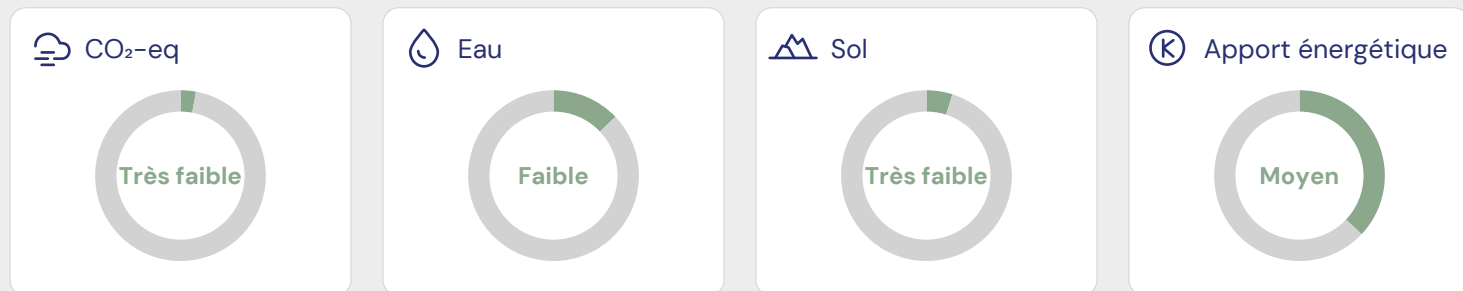 CO₂-eq
Très faible
Eau
Faible
Sol
Très faible
Apport énergétique
Moyen